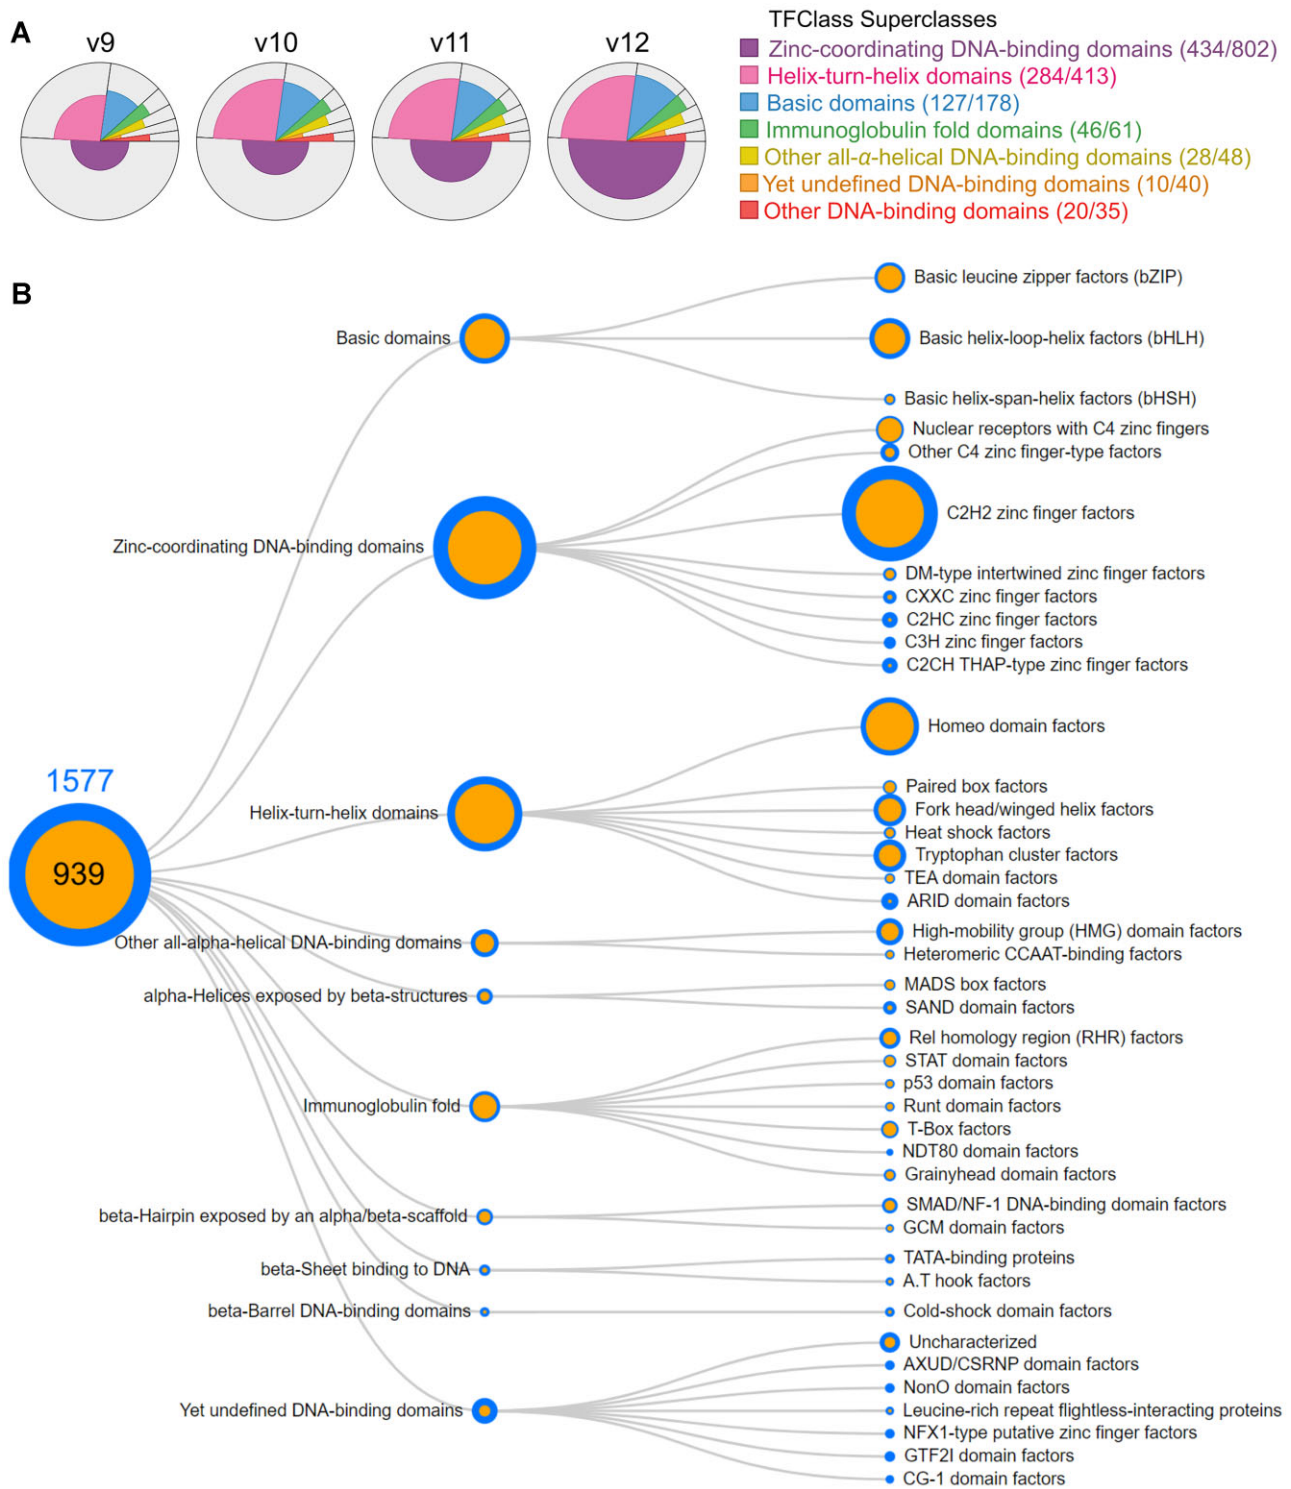 A
v9
v10
v11
v12
TFClass Superclasses
Zinc-coordinating DNA-binding domains (434/802)
Helix-turn-helix domains (284/413)
Basic domains (127/178)
Immunoglobulin fold domains (46/61)
Other all-α-helical DNA-binding domains (28/48)
Yet undefined DNA-binding domains (10/40)
Other DNA-binding domains (20/35)
B
1577
939
Basic domains
Zinc-coordinating DNA-binding domains
Helix-turn-helix domains
Other all-alpha-helical DNA-binding domains
alpha-Helices exposed by beta-structures
Immunoglobulin fold
beta-Hairpin exposed by an alpha/beta-scaffold
beta-Sheet binding to DNA
beta-Barrel DNA-binding domains
Yet undefined DNA-binding domains
Basic leucine zipper factors (bZIP)
Basic helix-loop-helix factors (bHLH)
Basic helix-span-helix factors (bHSH)
Nuclear receptors with C4 zinc fingers
Other C4 zinc finger-type factors
C2H2 zinc finger factors
DM-type intertwined zinc finger factors
CXXC zinc finger factors
C2HC zinc finger factors
C3H zinc finger factors
C2CH THAP-type zinc finger factors
Homeo domain factors
Paired box factors
Fork head/winged helix factors
Heat shock factors
Tryptophan cluster factors
TEA domain factors
ARID domain factors
High-mobility group (HMG) domain factors
Heteromeric CCAAT-binding factors
MADS box factors
SAND domain factors
Rel homology region (RHR) factors
STAT domain factors
p53 domain factors
Runt domain factors
T-Box factors
NDT80 domain factors
Grainyhead domain factors
SMAD/NF-1 DNA-binding domain factors
GCM domain factors
TATA-binding proteins
A.T hook factors
Cold-shock domain factors
Uncharacterized
AXUD/CSRNP domain factors
NonO domain factors
Leucine-rich repeat flightless-interacting proteins
NFX1-type putative zinc finger factors
GTF2I domain factors
CG-1 domain factors